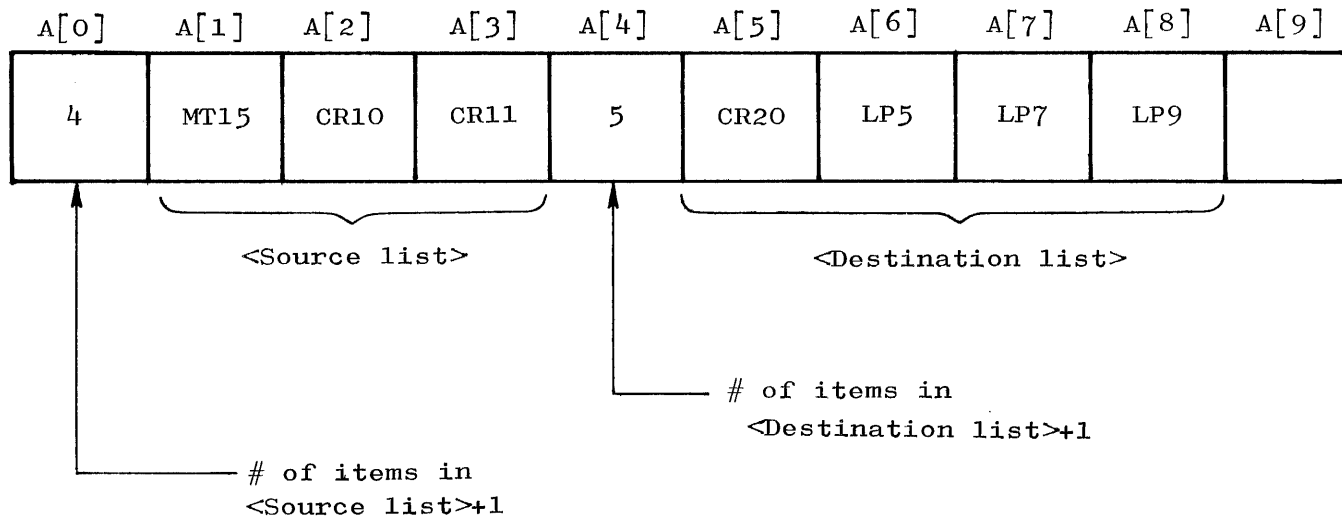 A[0] A[1] A[2] A[3] A[4] A[5] A[6] A[7] A[8] A[9]
4 MT15 CR10 CR11 5 CR20 LP5 LP7 LP9
<Source list> <Destination list>
# of items in
<Destination list>+1
# of items in
<Source list>+1